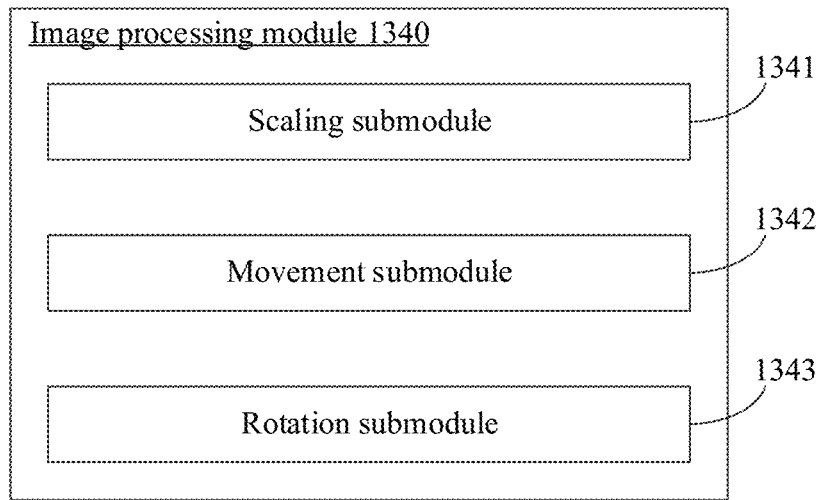 Image processing module 1340
1341
Scaling submodule
1342
Movement submodule
1343
Rotation submodule